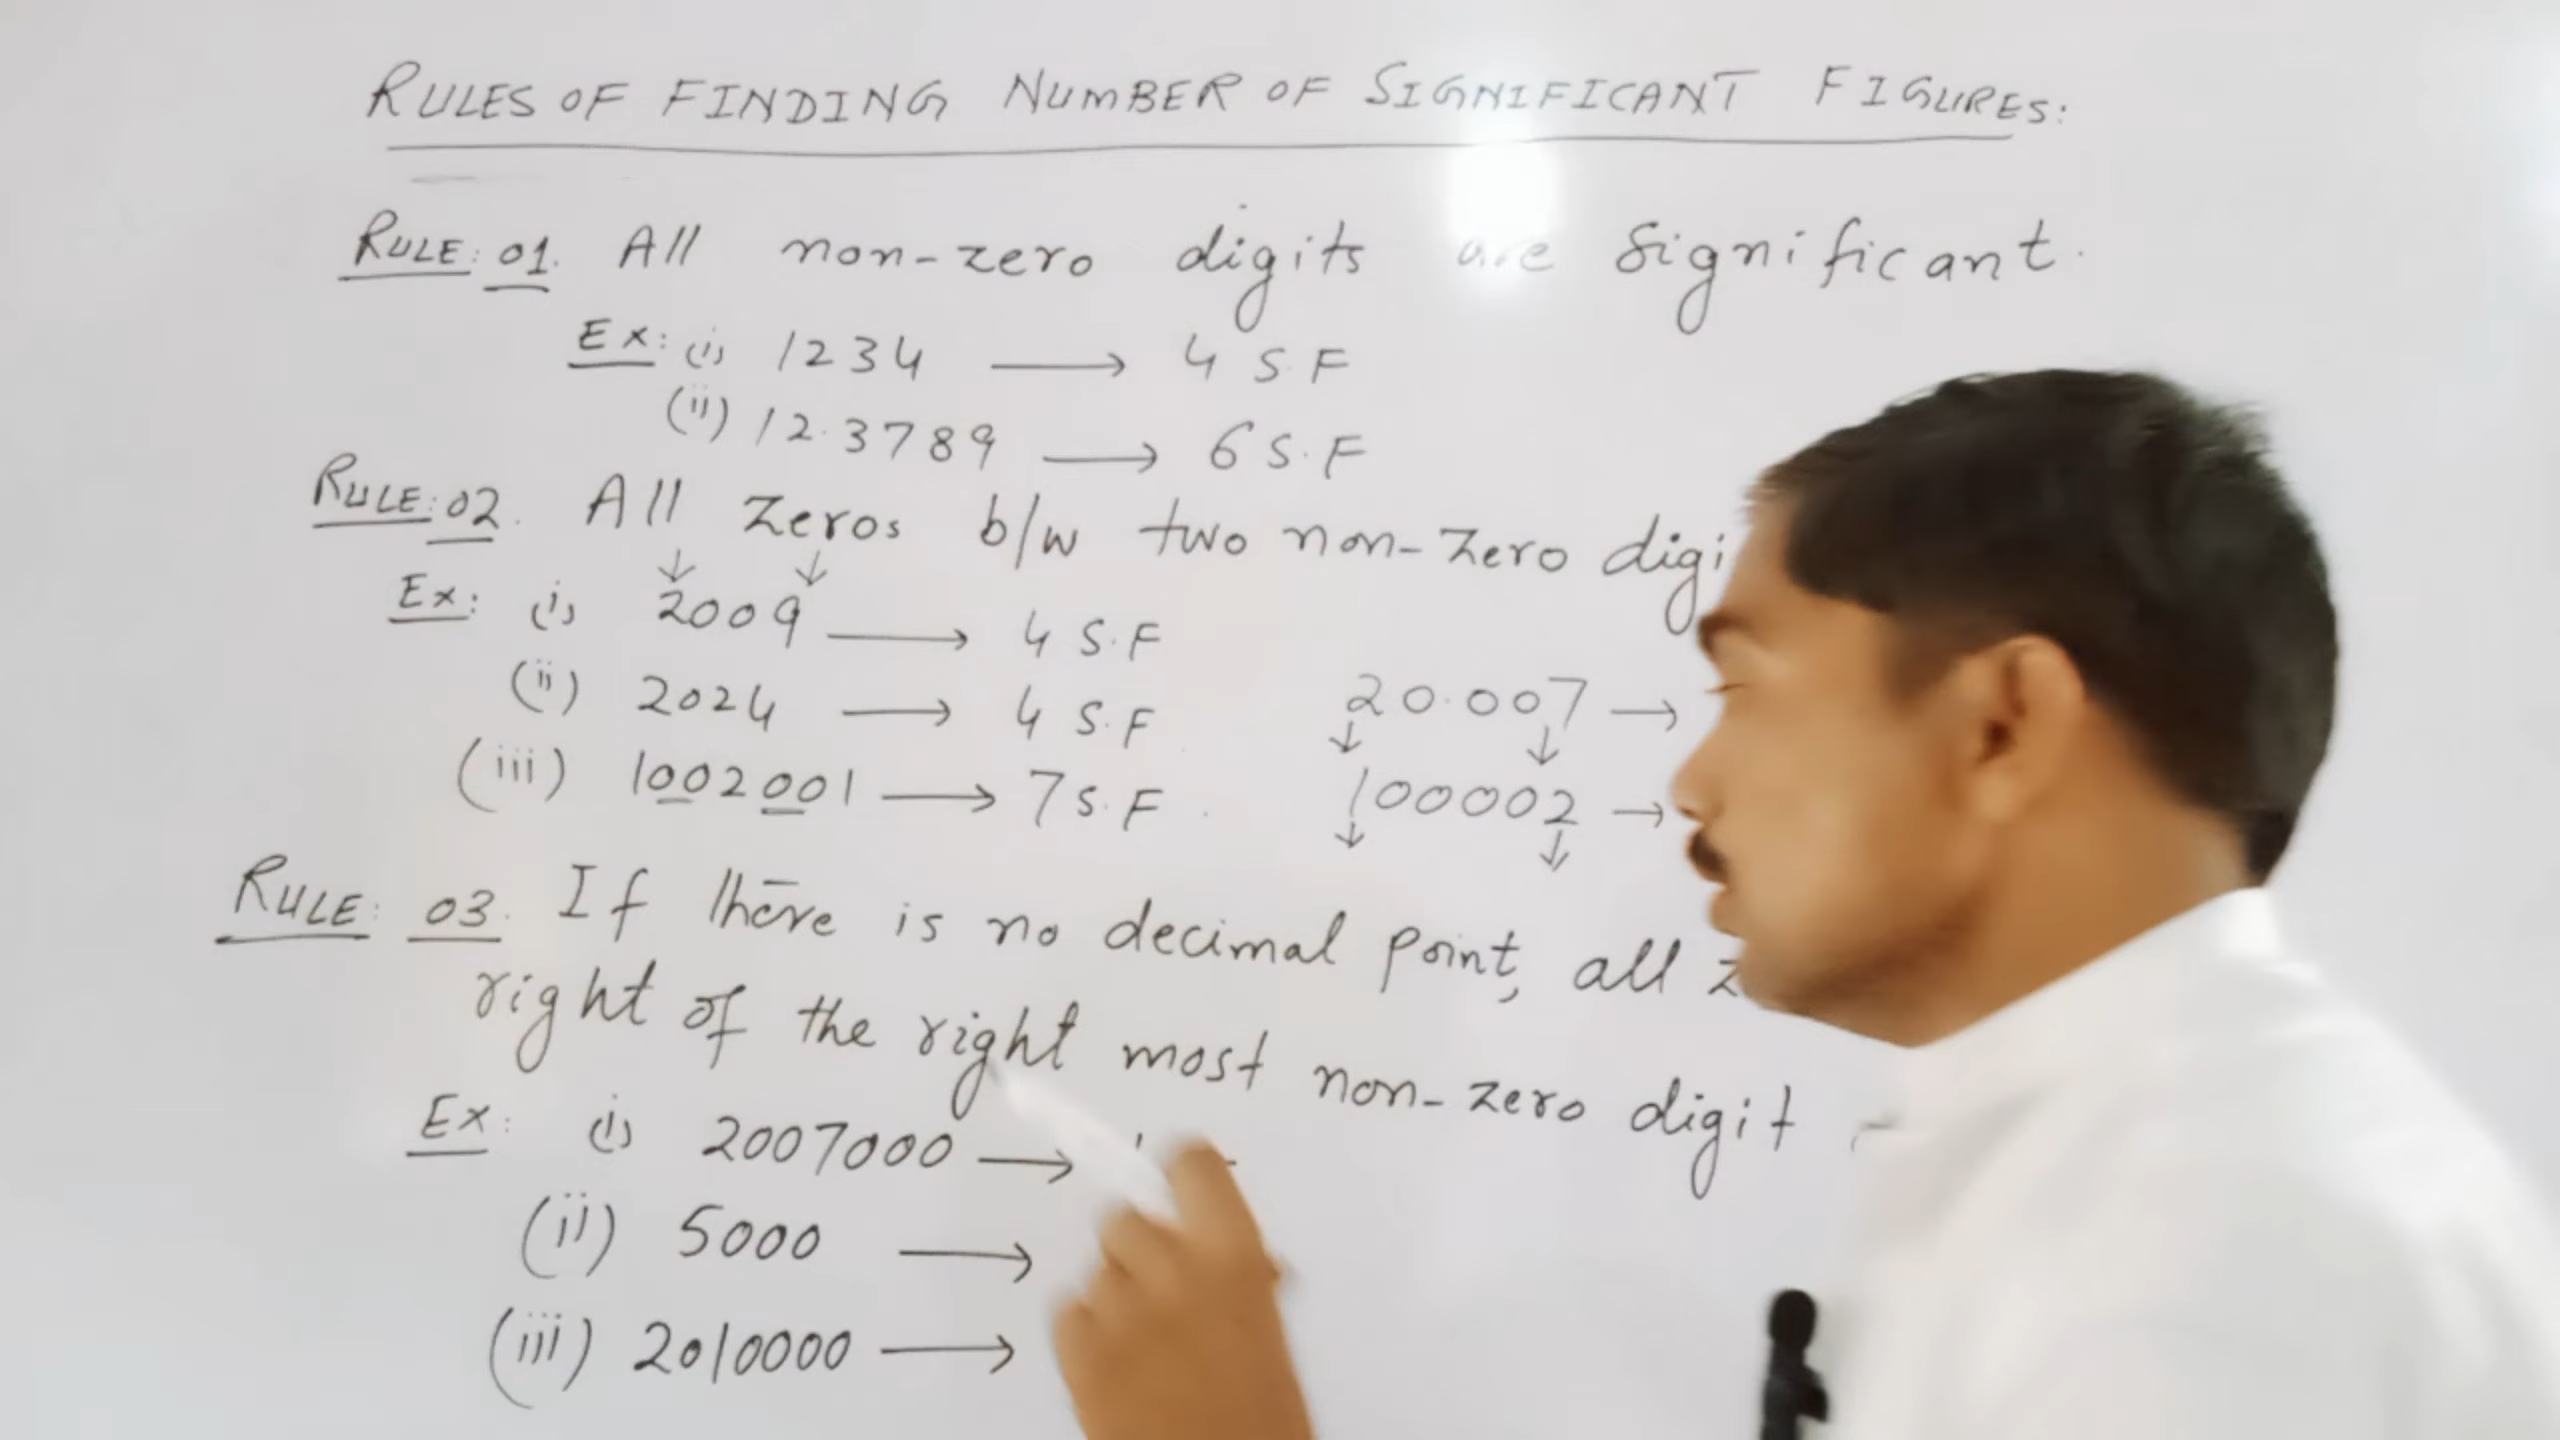 RULES OF FINDING NUMBER OF SIGNIFICANT FIGURES:
RULE: 01. All non-zero digits are significant.
Ex: (i) 1234 → 4 S.F
(ii) 12.3789 → 6 S.F
RULE: 02. All zeros b/w two non-zero digi
Ex: (i) 2009 → 4 S.F
(ii) 2024 → 4 S.F 20.007 →
(iii) 1002001 → 7 S.F. 100002 →
RULE: 03. If there is no decimal point, all z
right of the right most non-zero digit
Ex: (i) 2007000 →
(ii) 5000 →
(iii) 2010000 →